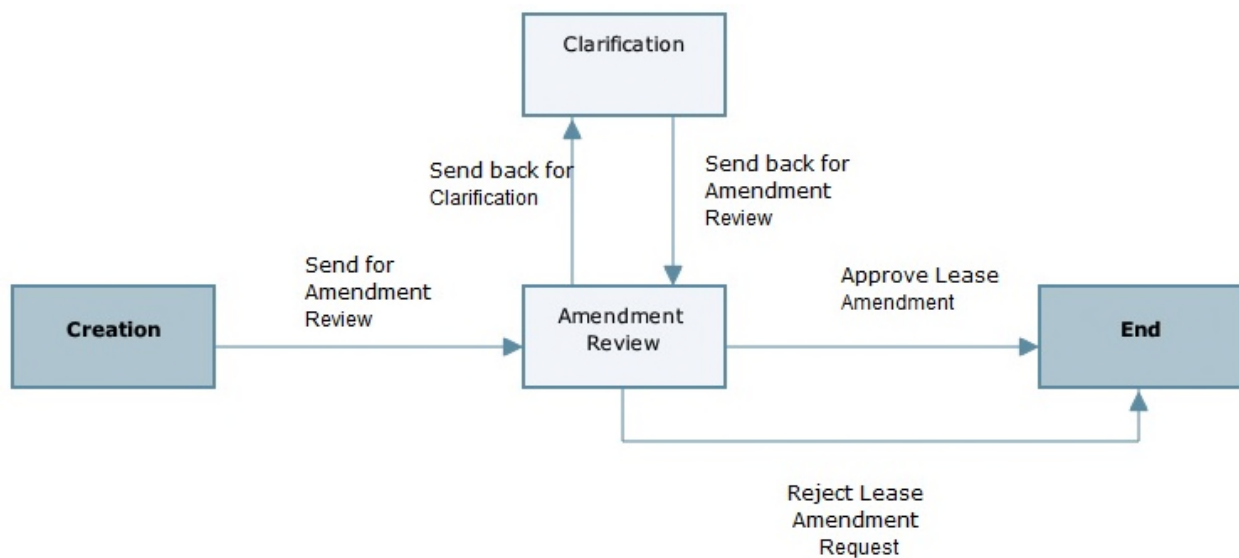 Clarification
Send back for
Clarification
Send back for
Amendment
Review
Send for
Amendment
Review
Approve Lease
Amendment
Creation
Amendment
Review
End
Reject Lease
Amendment
Request